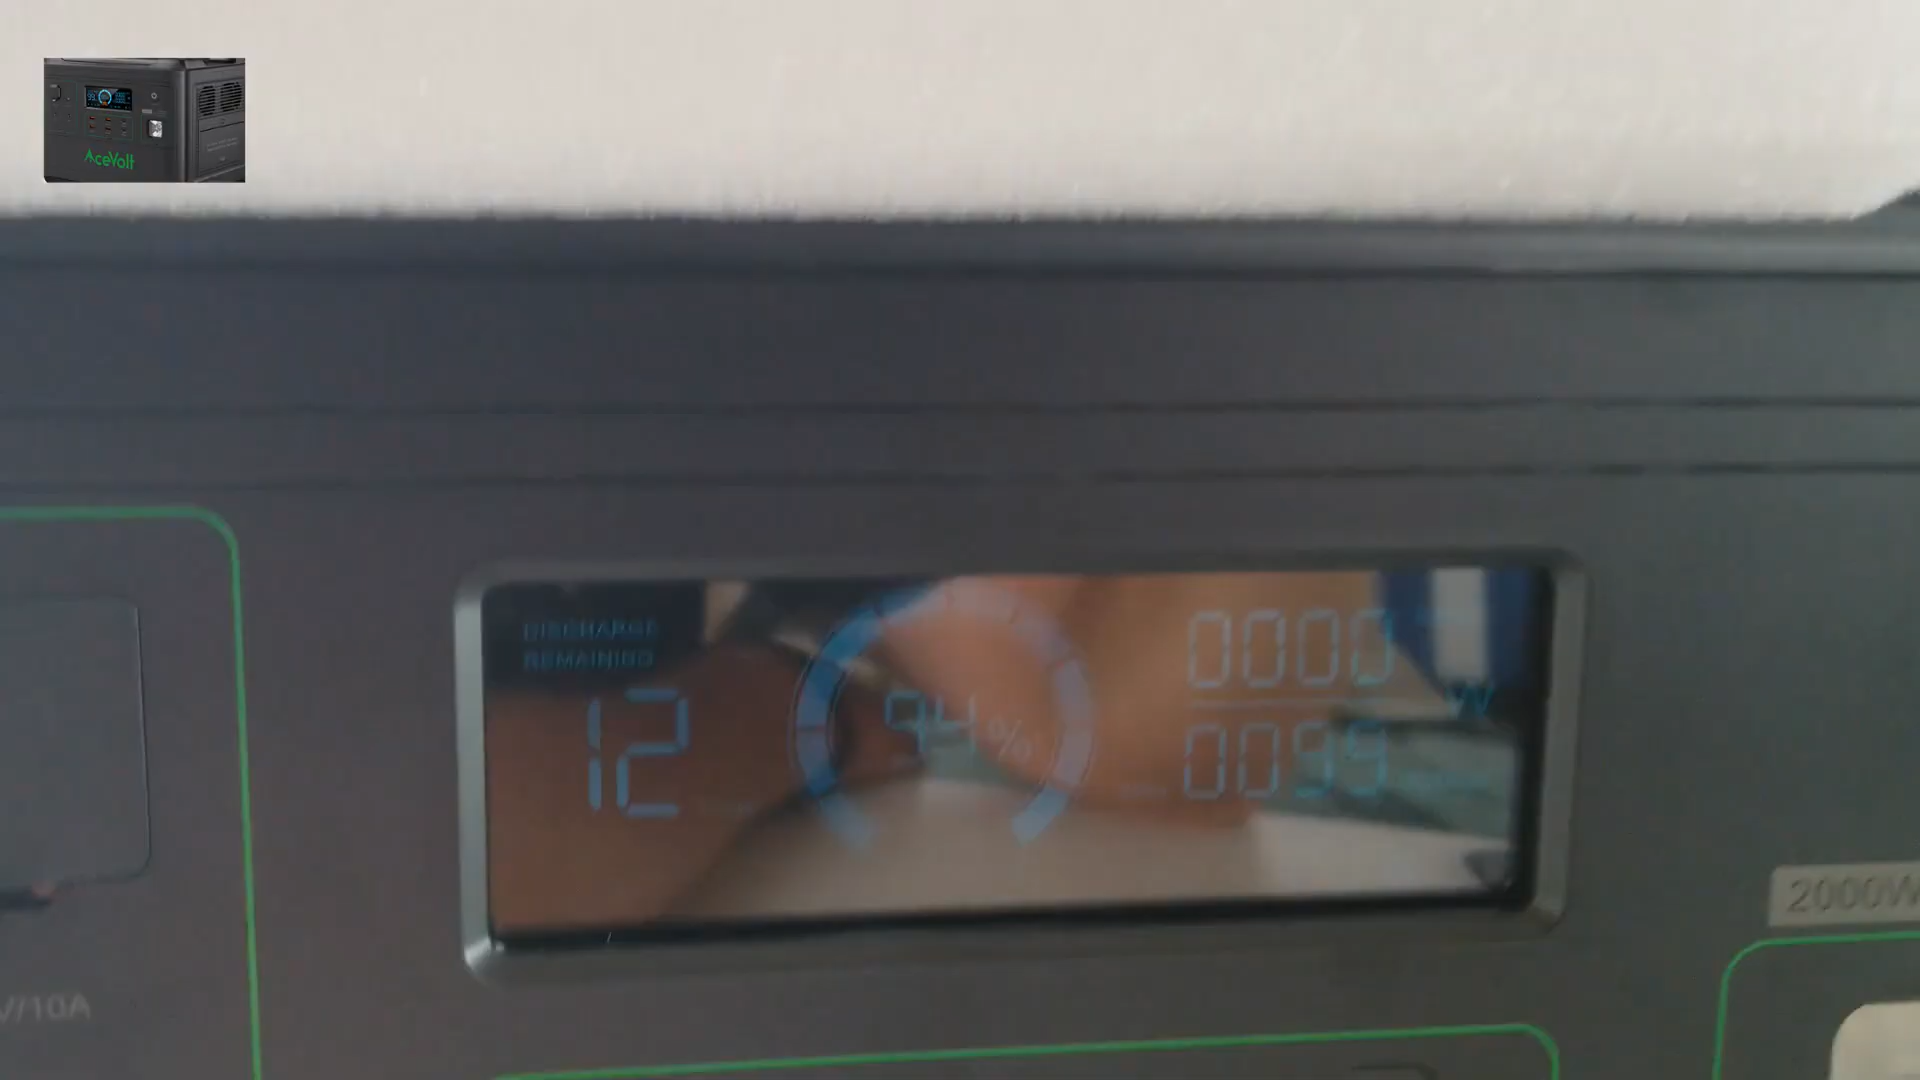 AceVolt
DISCHARGE
REMAINING
12
94%
0000
W
0099
2000W
V/10A